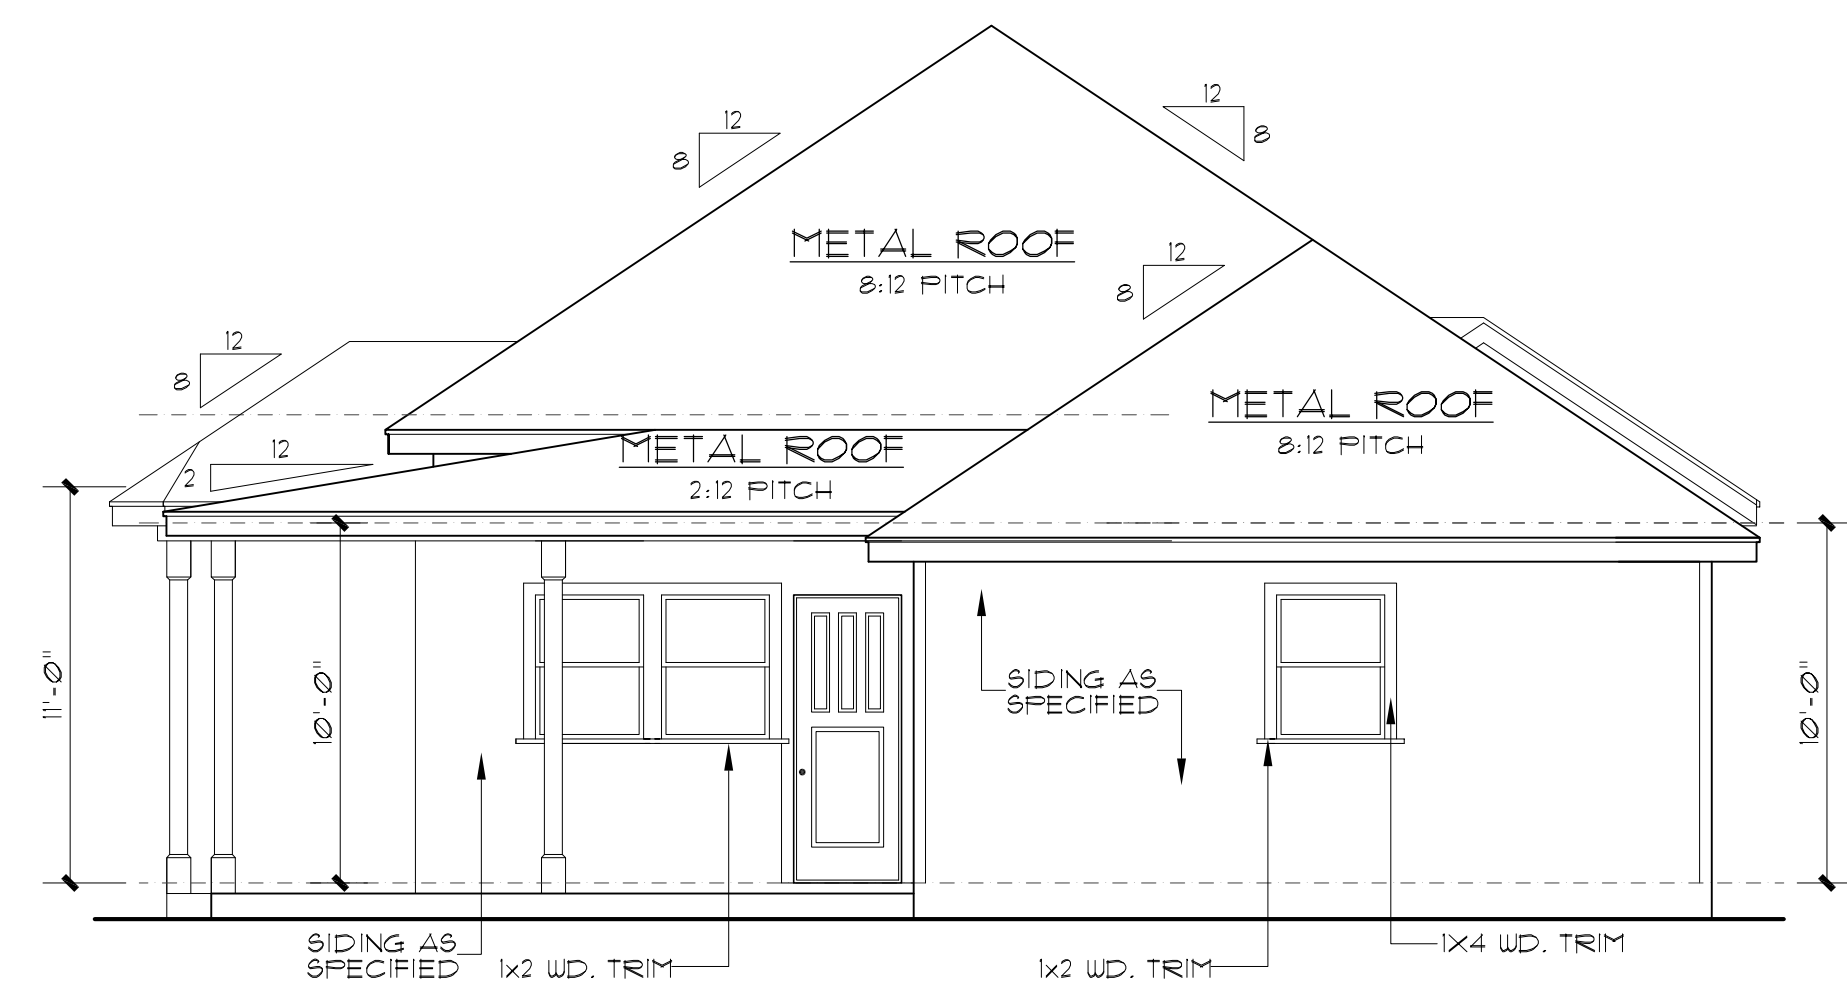 12
8
12
8
METAL ROOF
8:12 PITCH
12
8
12
8
METAL ROOF
8:12 PITCH
12
2
METAL ROOF
2:12 PITCH
11'-0"
10'-0"
10'-0"
SIDING AS
SPECIFIED
SIDING AS
SPECIFIED
1x2 WD. TRIM
1x2 WD. TRIM
1X4 WD. TRIM